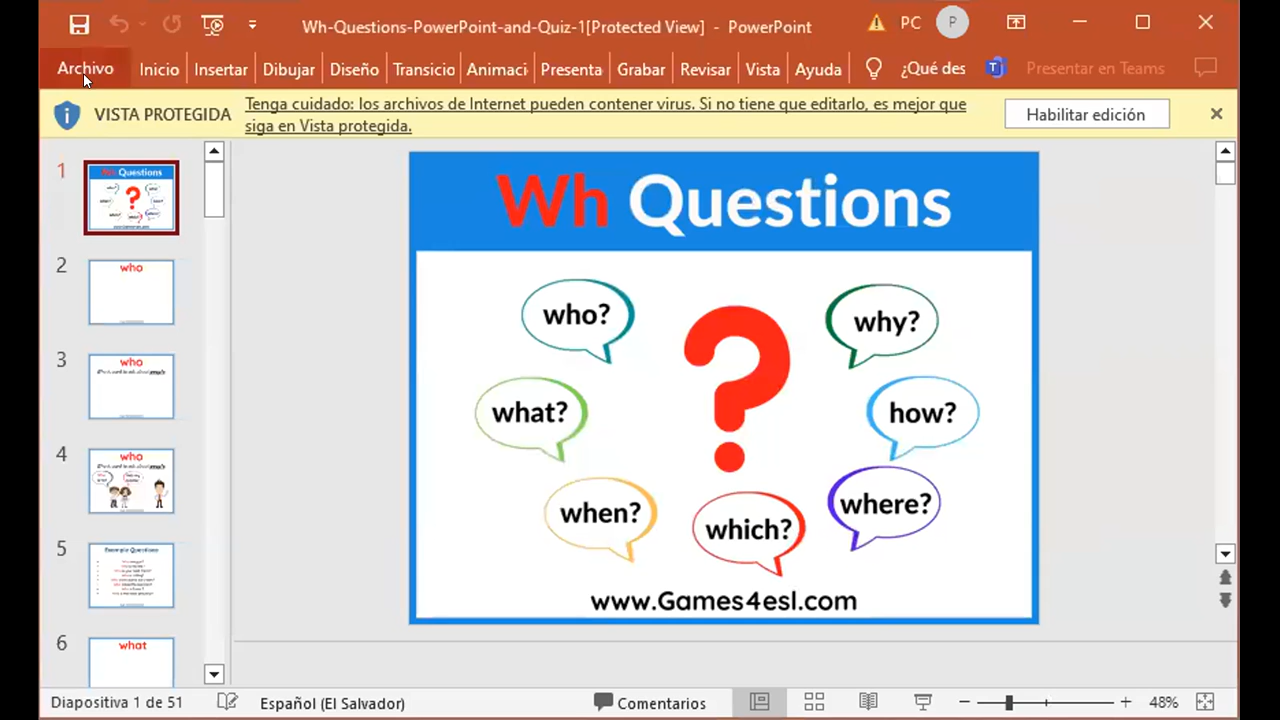 Wh-Questions-PowerPoint-and-Quiz-1[Protected View] - PowerPoint
PC
P
Archivo
Inicio
Insertar
Dibujar
Diseño
Transicio
Animaci
Presenta
Grabar
Revisar
Vista
Ayuda
¿Qué des
Presentar en Teams
VISTA PROTEGIDA
Tenga cuidado: los archivos de Internet pueden contener virus. Si no tiene que editarlo, es mejor que
siga en Vista protegida.
Habilitar edición
1
Wh Questions
2
who
3
who
4
who
5
Example Questions
6
what
Wh Questions
who?
why?
what?
how?
when?
which?
where?
www.Games4esl.com
Diapositiva 1 de 51
Español (El Salvador)
Comentarios
48%